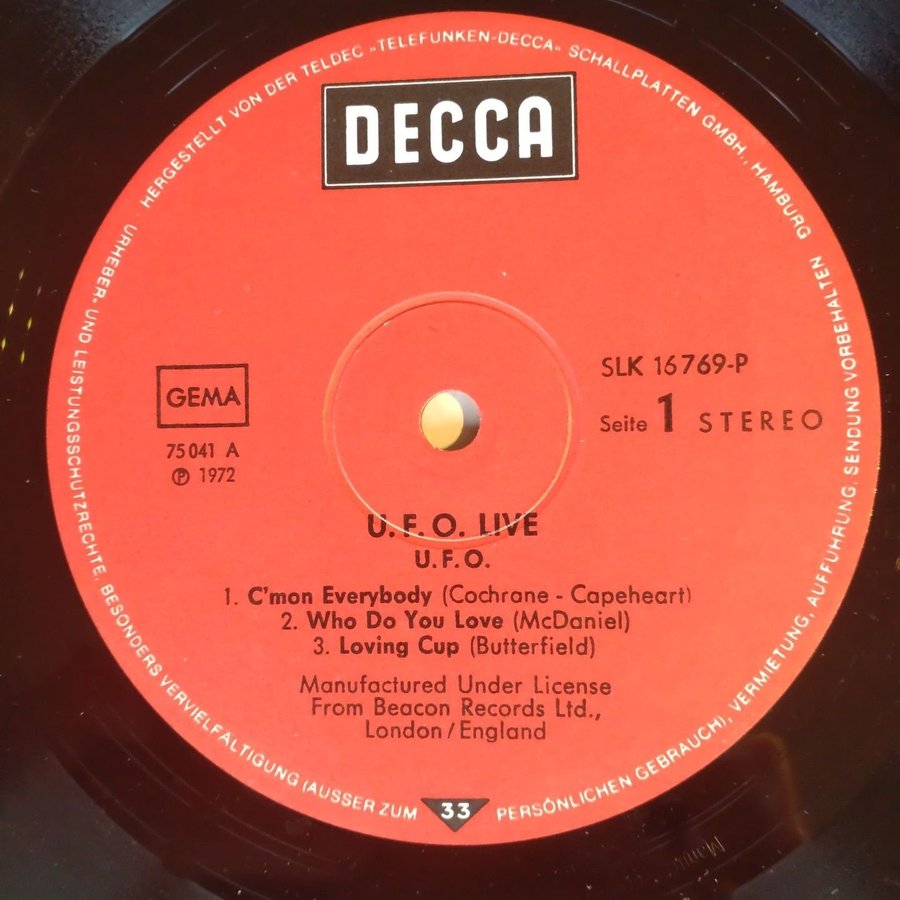 HERGESTELLT VON DER TELDEC »TELEFUNKEN-DECCA« SCHALLPLATTEN GMBH., HAMBURG
DECCA
GEMA
75 041 A
Ⓟ 1972
SLK 16 769-P
Seite 1 STEREO
U. F. O. LIVE
U. F. O.
1. C'mon Everybody (Cochrane - Capeheart)
2. Who Do You Love (McDaniel)
3. Loving Cup (Butterfield)
Manufactured Under License
From Beacon Records Ltd.,
London / England
URHEBER- UND LEISTUNGSSCHUTZRECHTE, BESONDERS VERVIELFÄLTIGUNG (AUSSER ZUM PERSÖNLICHEN GEBRAUCH), VERMIETUNG, AUFFÜHRUNG, SENDUNG VORBEHALTEN
33